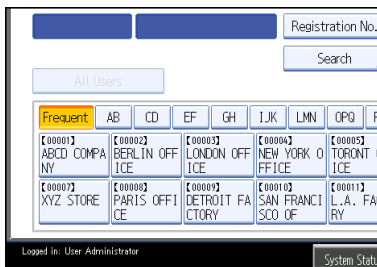 Registration No.
Search
All Users
Frequent AB CD EF GH IJK LMN OPQ
【00001】 【00002】 【00003】 【00004】 【00005】
ABCD COMPA BERLIN OFF LONDON OFF NEW YORK O TORONT
NY ICE ICE FFICE ICE
【00007】 【00008】 【00009】 【00010】 【00011】
XYZ STORE PARIS OFFI DETROIT FA SAN FRANCI L.A. FA
CE CTORY SCO OF RY
Logged in: User Administrator
System Statu